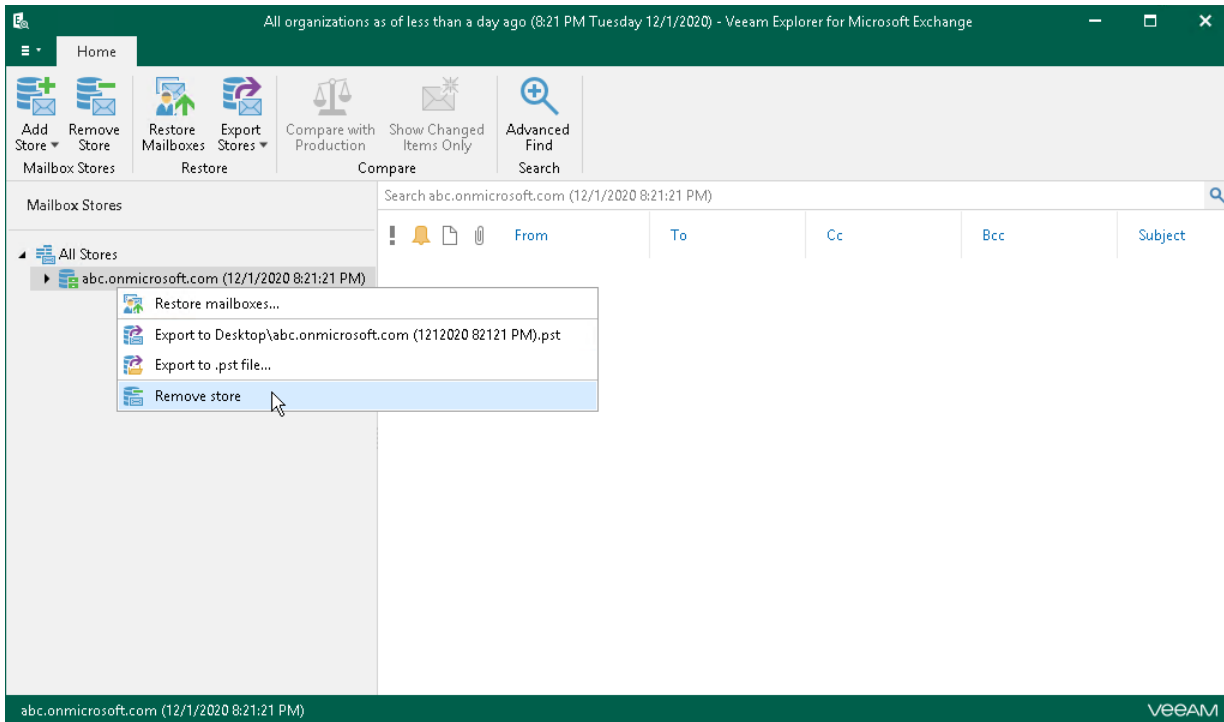 All organizations as of less than a day ago (8:21 PM Tuesday 12/1/2020) - Veeam Explorer for Microsoft Exchange
Home
Add Store
Remove Store
Restore Mailboxes
Export Stores
Compare with Production
Show Changed Items Only
Advanced Find
Mailbox Stores
Restore
Compare
Search
Mailbox Stores
Search abc.onmicrosoft.com (12/1/2020 8:21:21 PM)
From
To
Cc
Bcc
Subject
All Stores
abc.onmicrosoft.com (12/1/2020 8:21:21 PM)
Restore mailboxes...
Export to Desktop\abc.onmicrosoft.com (1212020 82121 PM).pst
Export to .pst file...
Remove store
abc.onmicrosoft.com (12/1/2020 8:21:21 PM)
veeAM